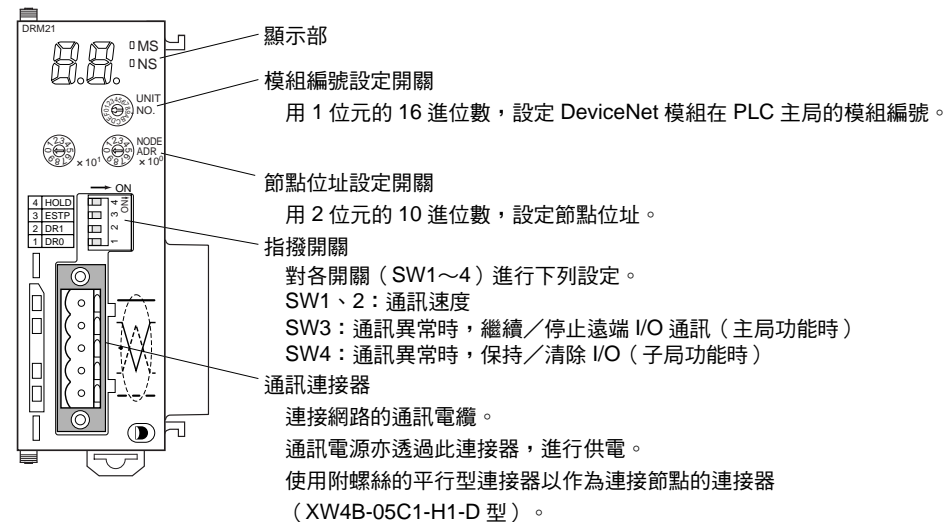 DRM21
MS
NS
UNIT
NO.
NODE
ADR
×10¹
×10⁰
ON
4 HOLD
3 ESTP
2 DR1
1 DR0
NO
4
3
2
1
顯示部
模組編號設定開關
用 1 位元的 16 進位數，設定 DeviceNet 模組在 PLC 主局的模組編號。
節點位址設定開關
用 2 位元的 10 進位數，設定節點位址。
指撥開關
對各開關（SW1～4）進行下列設定。
SW1、2：通訊速度
SW3：通訊異常時，繼續／停止遠端 I/O 通訊（主局功能時）
SW4：通訊異常時，保持／清除 I/O（子局功能時）
通訊連接器
連接網路的通訊電纜。
通訊電源亦透過此連接器，進行供電。
使用附螺絲的平行型連接器以作為連接節點的連接器
（XW4B-05C1-H1-D 型）。